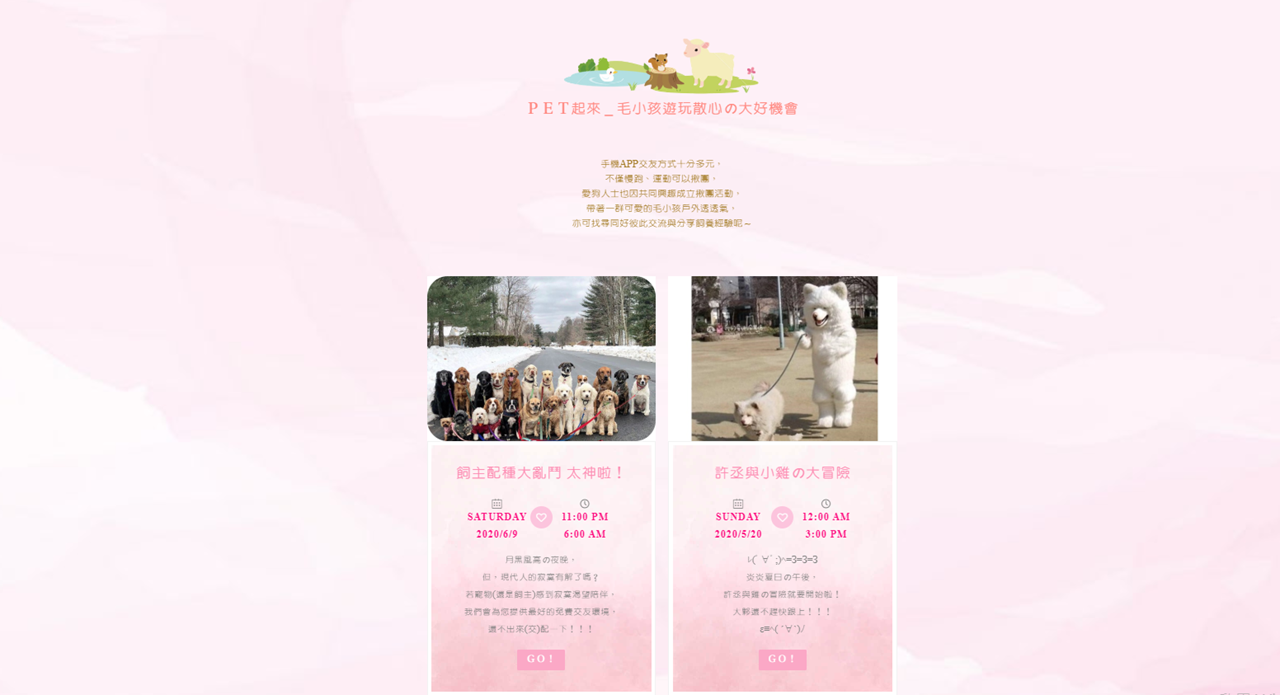 PET起來_毛小孩遊玩散心の大好機會
手機APP交友方式十分多元，
不僅慢跑、運動可以揪團，
愛狗人士也因共同興趣成立揪團活動，
帶著一群可愛的毛小孩戶外透透氣，
亦可找尋同好彼此交流與分享飼養經驗呢～
飼主配種大亂鬥 太神啦！
SATURDAY
2020/6/9
11:00 PM
6:00 AM
月黑風高の夜晚，
但，現代人的寂寞有解了嗎？
若寵物(還是飼主)感到寂寞渴望陪伴，
我們會為您提供最好的免費交友環境，
還不出來(交)配一下！！！
GO !
許丞與小雞の大冒險
SUNDAY
2020/5/20
12:00 AM
3:00 PM
炎炎夏日の午後，
許丞與雞の冒險就要開始啦！
大夥還不趕快跟上！！！
GO !